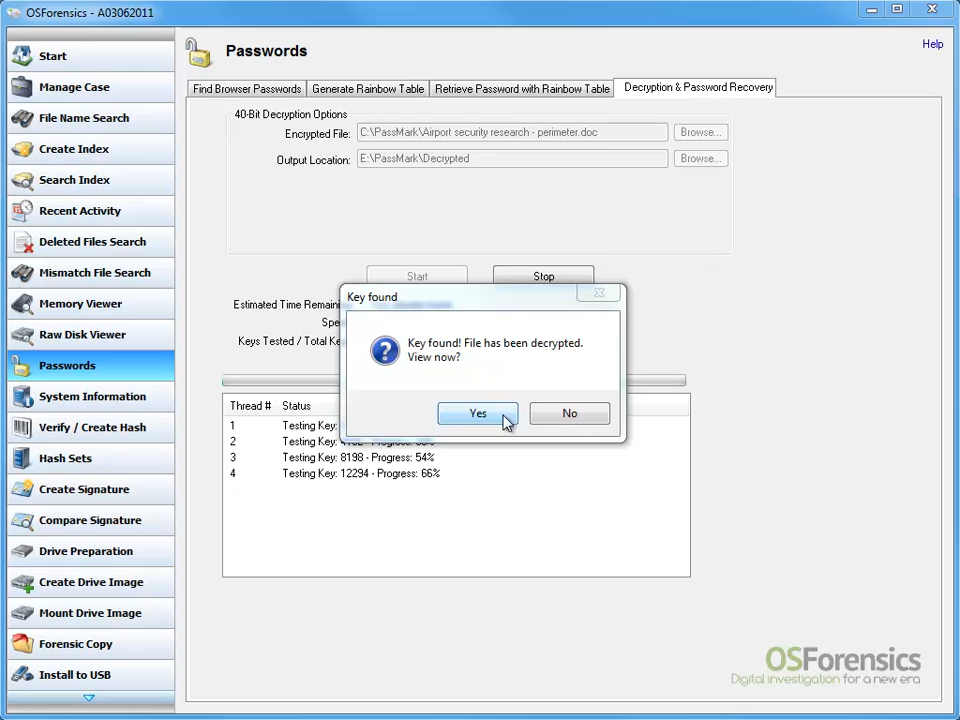 OSForensics - A03062011
Start
Manage Case
File Name Search
Create Index
Search Index
Recent Activity
Deleted Files Search
Mismatch File Search
Memory Viewer
Raw Disk Viewer
Passwords
System Information
Verify / Create Hash
Hash Sets
Create Signature
Compare Signature
Drive Preparation
Create Drive Image
Mount Drive Image
Forensic Copy
Install to USB
Passwords
Help
Find Browser Passwords
Generate Rainbow Table
Retrieve Password with Rainbow Table
Decryption & Password Recovery
40-Bit Decryption Options
Encrypted File: C:\PassMark\Airport security research - perimeter.doc Browse...
Output Location: E:\PassMark\Decrypted Browse...
Start Stop
Estimated Time Remain
Spe
Keys Tested / Total Ke
Key found
Key found! File has been decrypted.
View now?
Yes No
Thread # Status
1 Testing Key:
2
3 Testing Key: 8198 - Progress: 54%
4 Testing Key: 12294 - Progress: 66%
OSForensics
Digital investigation for a new era